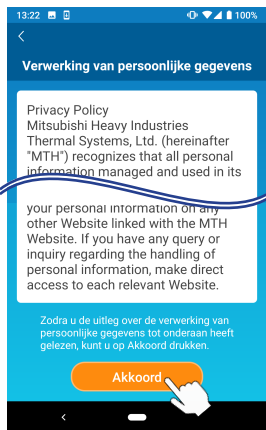 13:22 100%
Verwerking van persoonlijke gegevens
Privacy Policy
Mitsubishi Heavy Industries
Thermal Systems, Ltd. (hereinafter
"MTH") recognizes that all personal
information managed and used in its
your personal information on any
other Website linked with the MTH
Website. If you have any query or
inquiry regarding the handling of
personal information, make direct
access to each relevant Website.
Zodra u de uitleg over de verwerking van
persoonlijke gegevens tot onderaan heeft
gelezen, kunt u op Akkoord drukken.
Akkoord